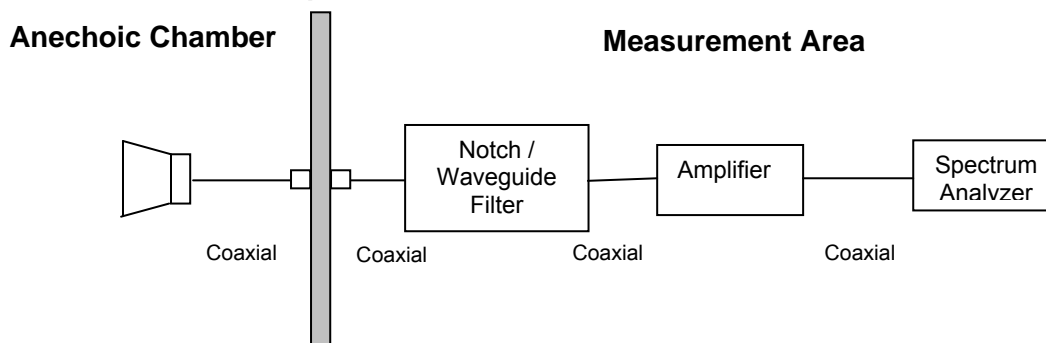 Anechoic Chamber
Measurement Area
Notch /
Waveguide
Filter
Amplifier
Spectrum
Analyzer
Coaxial
Coaxial
Coaxial
Coaxial